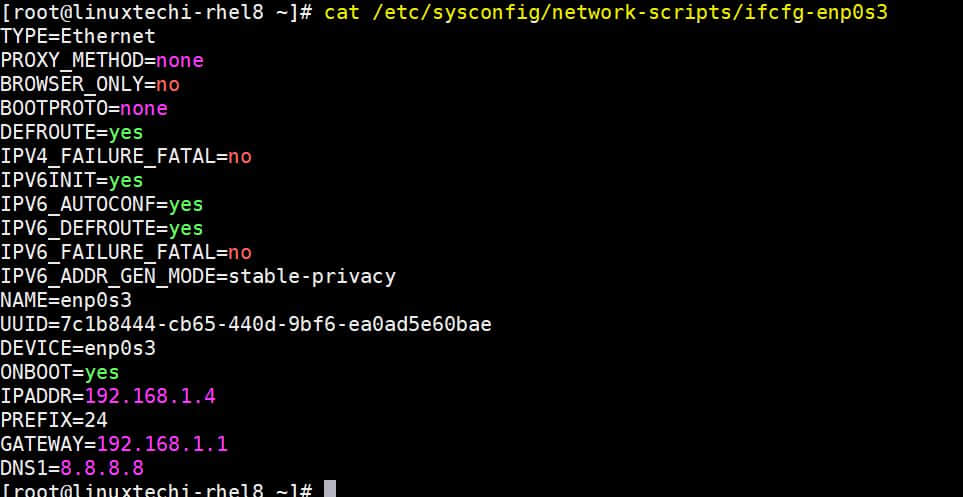 [root@linuxtechi-rhel8 ~]# cat /etc/sysconfig/network-scripts/ifcfg-enp0s3
TYPE=Ethernet
PROXY_METHOD=none
BROWSER_ONLY=no
BOOTPROTO=none
DEFROUTE=yes
IPV4_FAILURE_FATAL=no
IPV6INIT=yes
IPV6_AUTOCONF=yes
IPV6_DEFROUTE=yes
IPV6_FAILURE_FATAL=no
IPV6_ADDR_GEN_MODE=stable-privacy
NAME=enp0s3
UUID=7c1b8444-cb65-440d-9bf6-ea0ad5e60bae
DEVICE=enp0s3
ONBOOT=yes
IPADDR=192.168.1.4
PREFIX=24
GATEWAY=192.168.1.1
DNS1=8.8.8.8
[root@linuxtechi-rhel8 ~]#